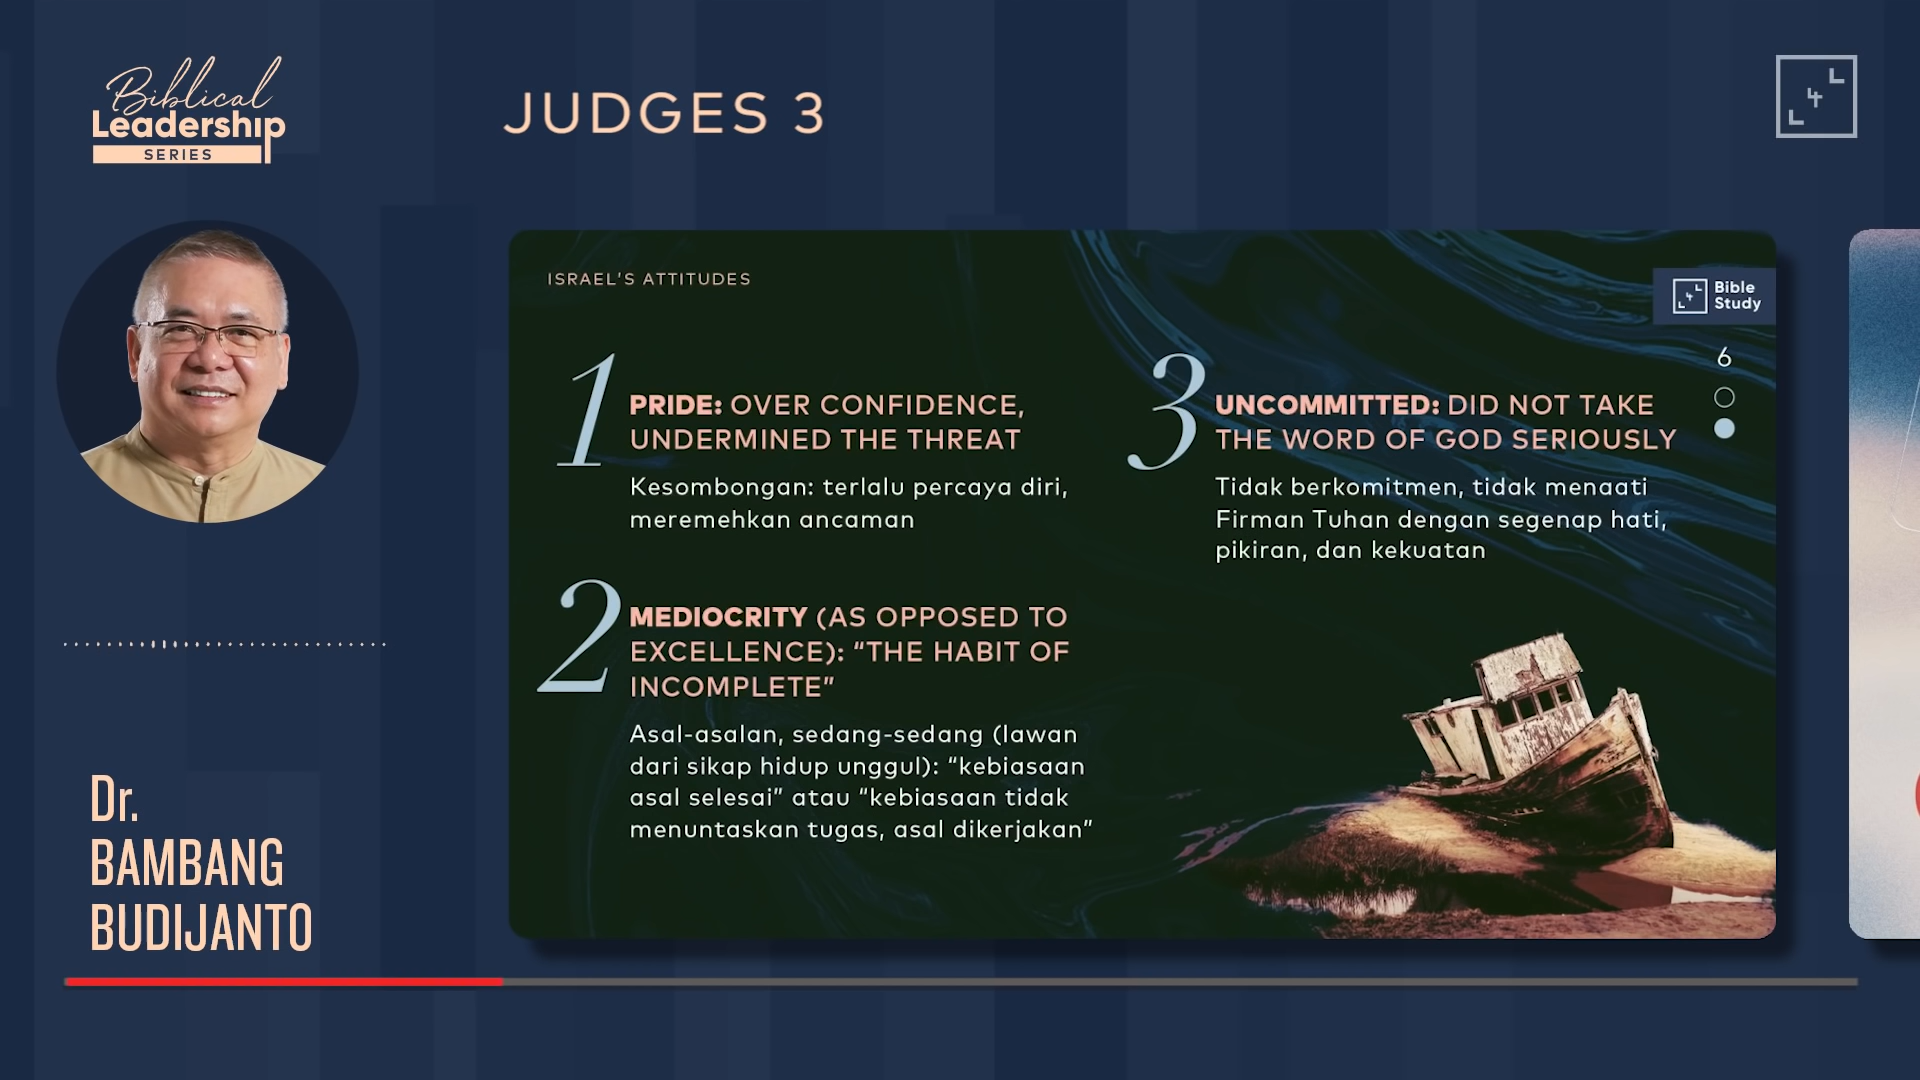 Biblical
Leadership
SERIES
JUDGES 3
ISRAEL'S ATTITUDES
Bible
Study
6
1
PRIDE: OVER CONFIDENCE,
UNDERMINED THE THREAT
Kesombongan: terlalu percaya diri,
meremehkan ancaman
2
MEDIOCRITY (AS OPPOSED TO
EXCELLENCE): “THE HABIT OF
INCOMPLETE”
Asal-asalan, sedang-sedang (lawan
dari sikap hidup unggul): “kebiasaan
asal selesai” atau “kebiasaan tidak
menuntaskan tugas, asal dikerjakan”
3
UNCOMMITTED: DID NOT TAKE
THE WORD OF GOD SERIOUSLY
Tidak berkomitmen, tidak menaati
Firman Tuhan dengan segenap hati,
pikiran, dan kekuatan
Dr.
BAMBANG
BUDIJANTO